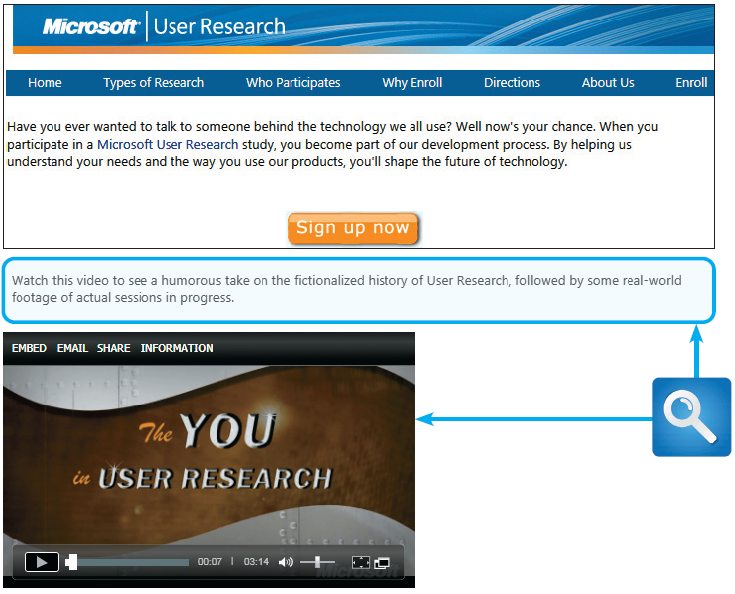 Microsoft | User Research
Home Types of Research Who Participates Why Enroll Directions About Us Enroll
Have you ever wanted to talk to someone behind the technology we all use? Well now's your chance. When you
participate in a Microsoft User Research study, you become part of our development process. By helping us
understand your needs and the way you use our products, you'll shape the future of technology.
Sign up now
Watch this video to see a humorous take on the fictionalized history of User Research, followed by some real-world
footage of actual sessions in progress.
EMBED EMAIL SHARE INFORMATION
The YOU
in USER RESEARCH
00:07 | 03:14
Microsoft